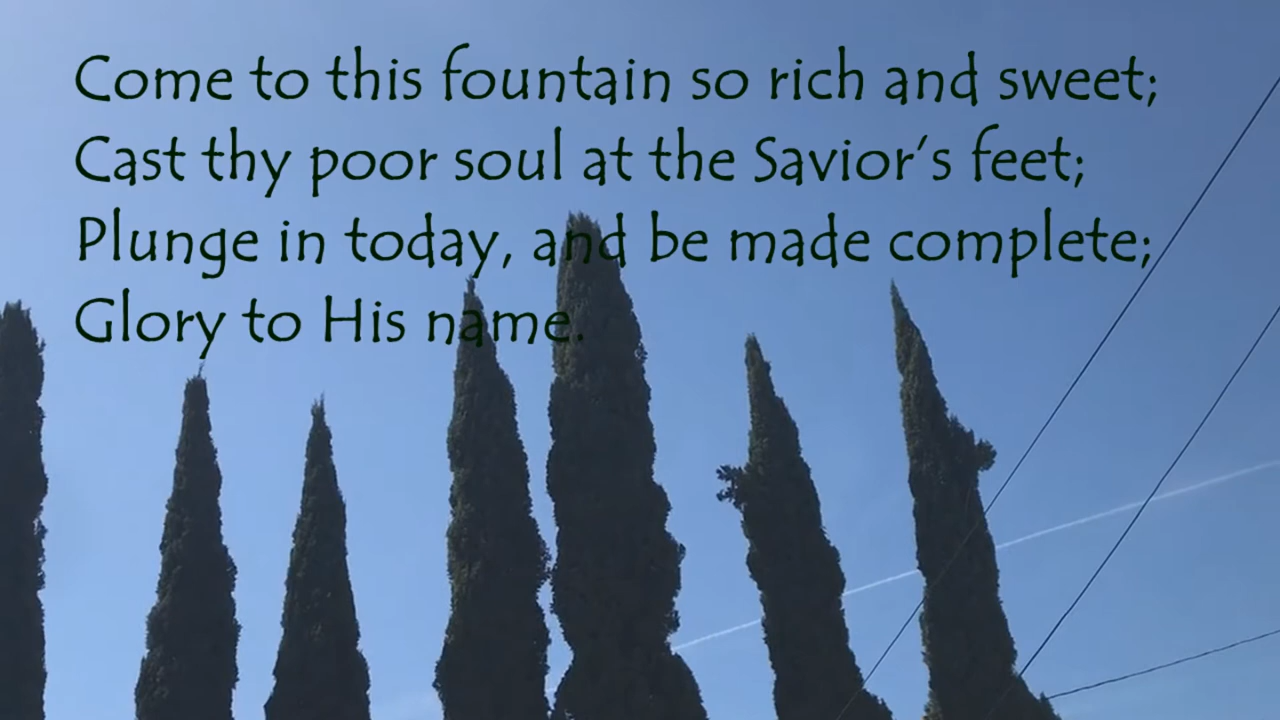 Come to this fountain so rich and sweet;
Cast thy poor soul at the Savior’s feet;
Plunge in today, and be made complete;
Glory to His name.